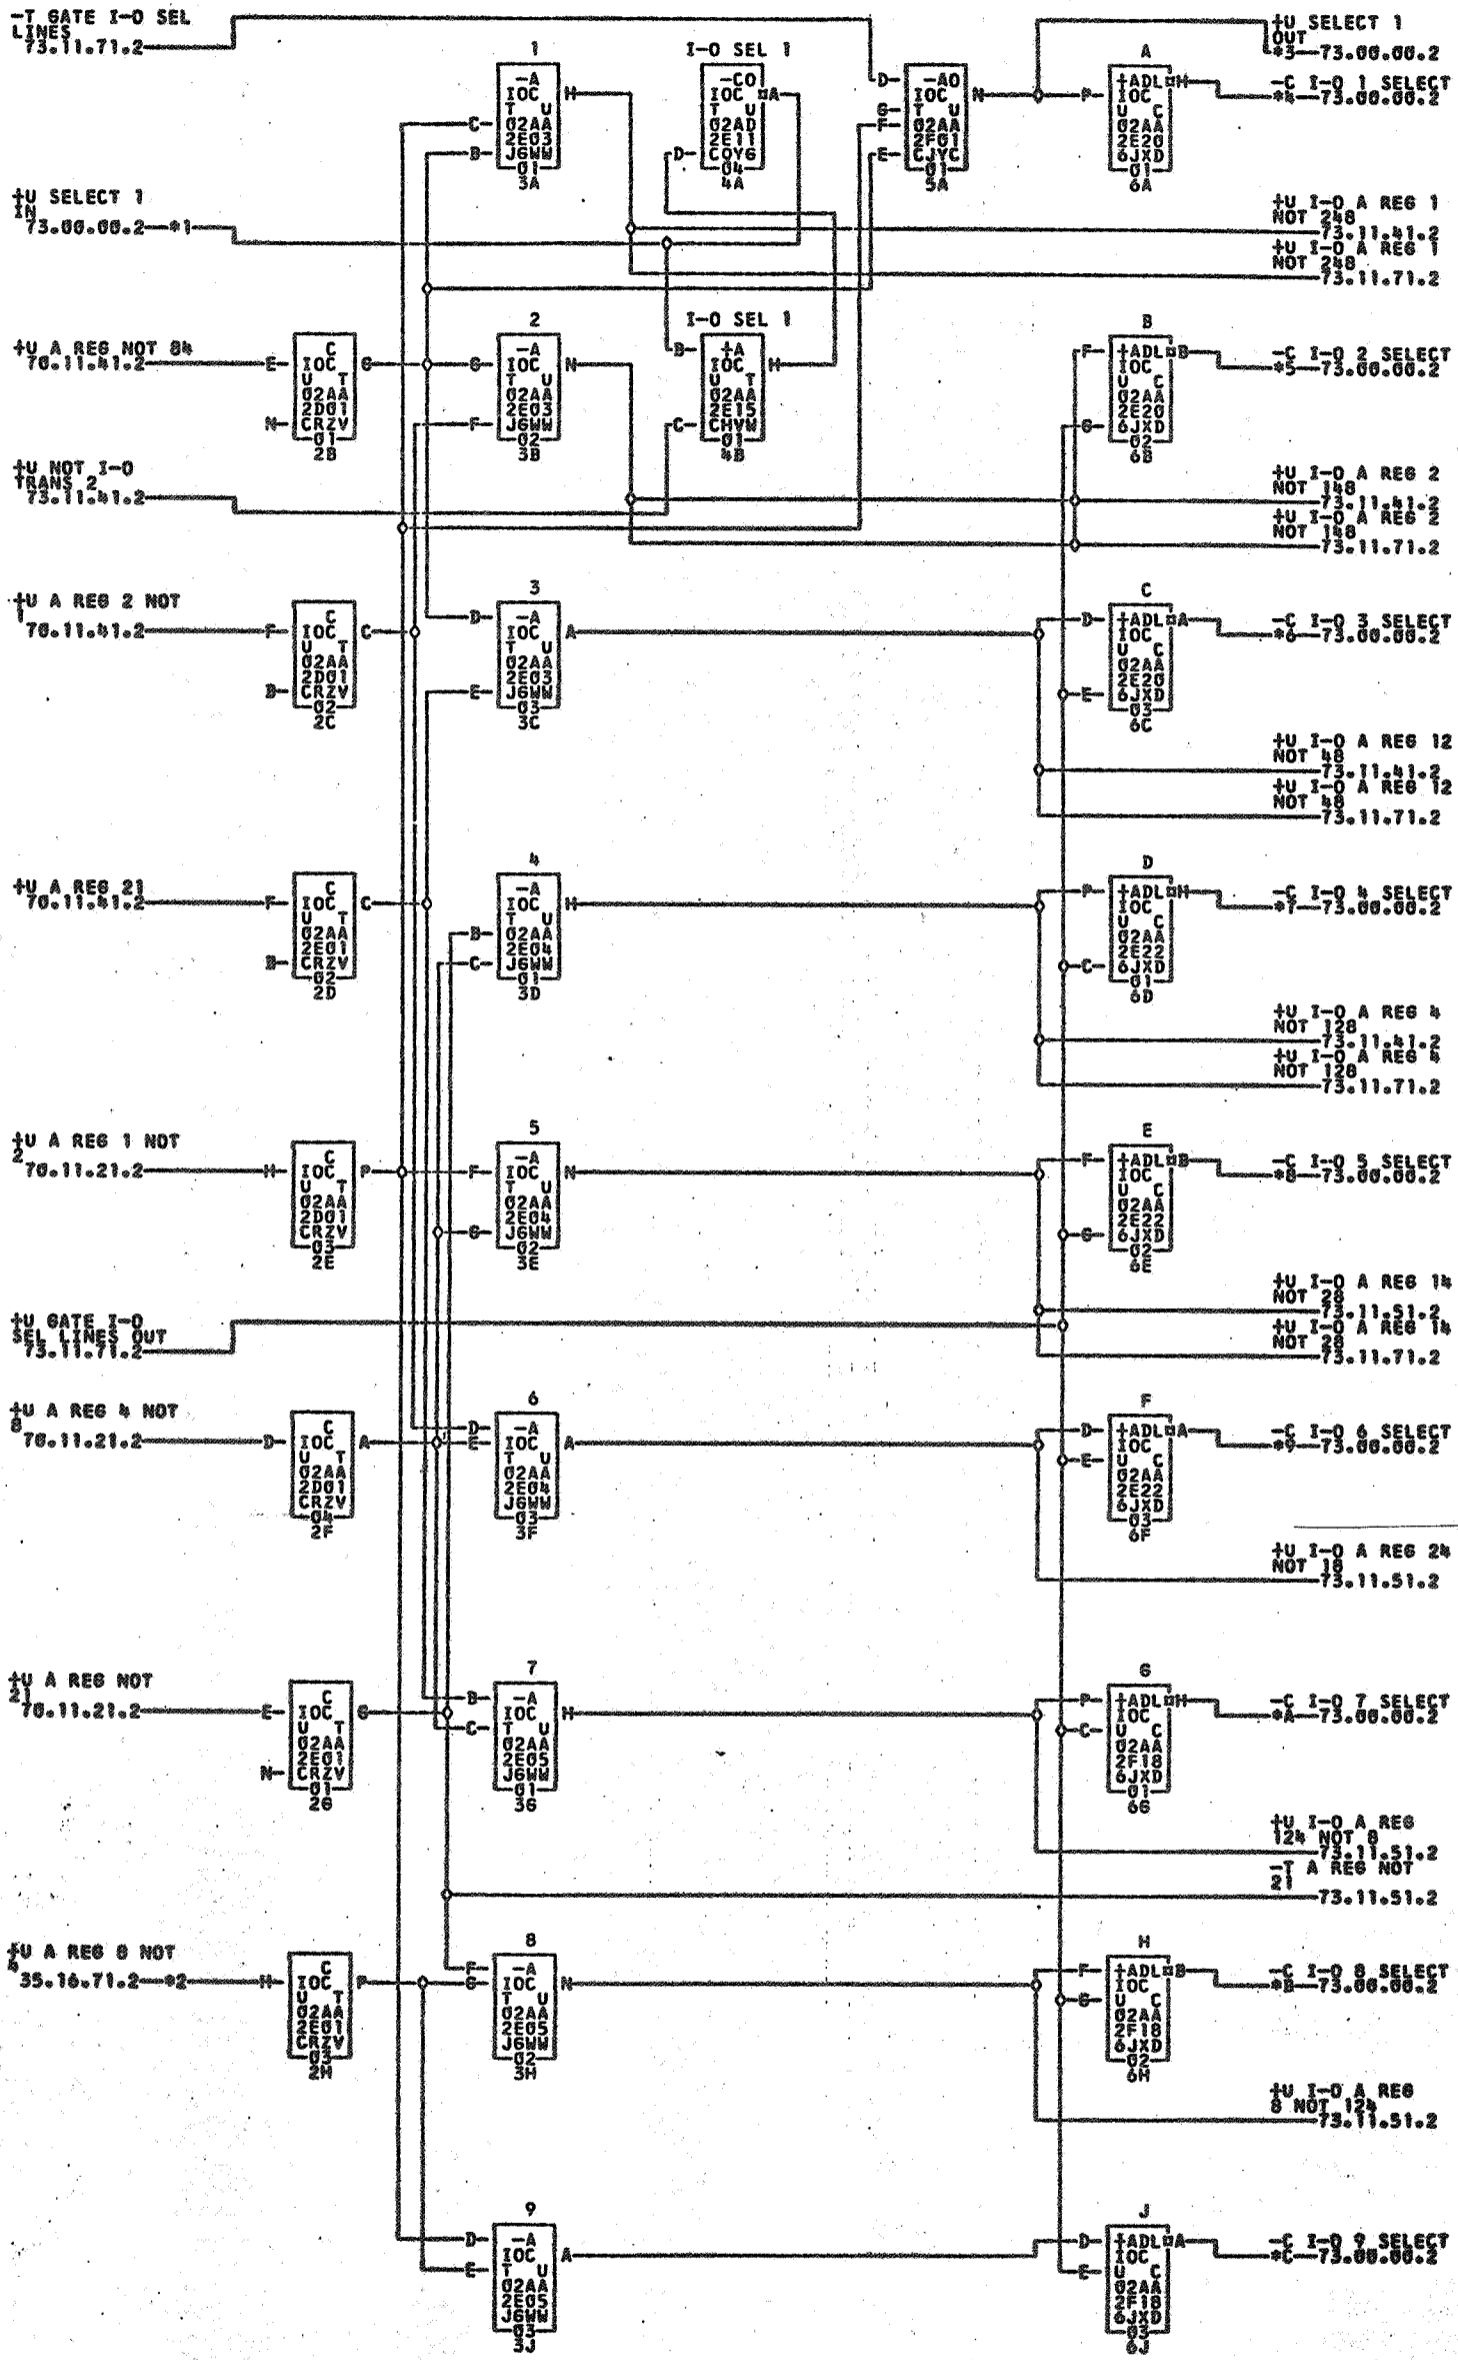 -T GATE I-O SEL
LINES
73.11.71.2
+U SELECT 1
OUT
*3—73.00.00.2
1
-A
IOC
T U
02AA
2E03
JGWW
01
3A
H
C
B
I-O SEL 1
-CO
IOC
T U
02AD
2E11
COYG
04
4A
A
D
-AO
IOC
T U
02AA
2F01
CJYC
01
5A
D
G
F
E
N
A
+ADL
IOC
U C
02AA
2E20
6JXD
01
6A
P
H
-C I-O 1 SELECT
*4—73.00.00.2
+U SELECT 1
IN
73.00.00.2—*1
+U I-O A REG 1
NOT 248
73.11.41.2
+U I-O A REG 1
NOT 248
73.11.71.2
+U A REG NOT 84
70.11.41.2
E
N
C
IOC
U T
02AA
2D01
CRZV
01
2B
G
2
G
F
-A
IOC
T U
02AA
2E03
JGWW
02
3B
N
I-O SEL 1
B
C
+A
IOC
U T
02AA
2E15
CHVW
01
4B
H
B
F
G
+ADL
IOC
U C
02AA
2E20
6JXD
02
6B
B
-C I-O 2 SELECT
*5—73.00.00.2
+U NOT I-O
TRANS 2
73.11.41.2
+U I-O A REG 2
NOT 148
73.11.41.2
+U I-O A REG 2
NOT 148
73.11.71.2
+U A REG 2 NOT
1
70.11.41.2
F
B
C
IOC
U T
02AA
2D01
CRZV
02
2C
C
3
D
E
-A
IOC
T U
02AA
2E03
JGWW
03
3C
A
C
D
E
+ADL
IOC
U C
02AA
2E20
6JXD
03
6C
A
-C I-O 3 SELECT
*6—73.00.00.2
+U I-O A REG 12
NOT 48
73.11.41.2
+U I-O A REG 12
NOT 48
73.11.71.2
+U A REG 21
70.11.41.2
F
B
C
IOC
U T
02AA
2E01
CRZV
02
2D
C
4
B
C
-A
IOC
T U
02AA
2E04
JGWW
01
3D
H
D
P
C
+ADL
IOC
U C
02AA
2E22
6JXD
01
6D
H
-C I-O 4 SELECT
*7—73.00.00.2
+U I-O A REG 4
NOT 128
73.11.41.2
+U I-O A REG 4
NOT 128
73.11.71.2
+U A REG 1 NOT
2
70.11.21.2
H
C
IOC
U T
02AA
2D01
CRZV
03
2E
P
5
F
G
-A
IOC
T U
02AA
2E04
JGWW
02
3E
N
E
F
G
+ADL
IOC
U C
02AA
2E22
6JXD
02
6E
B
-C I-O 5 SELECT
*8—73.00.00.2
+U I-O A REG 14
NOT 28
73.11.51.2
+U I-O A REG 14
NOT 28
73.11.71.2
+U GATE I-O
SEL LINES OUT
73.11.71.2
+U A REG 4 NOT
8
70.11.21.2
D
C
IOC
U T
02AA
2D01
CRZV
04
2F
A
6
D
E
-A
IOC
T U
02AA
2E04
JGWW
03
3F
A
F
D
E
+ADL
IOC
U C
02AA
2E22
6JXD
03
6F
A
-C I-O 6 SELECT
*9—73.00.00.2
+U I-O A REG 24
NOT 18
73.11.51.2
+U A REG NOT
21
70.11.21.2
E
N
C
IOC
U T
02AA
2E01
CRZV
01
2G
G
7
B
C
-A
IOC
T U
02AA
2E05
JGWW
01
3G
H
G
P
C
+ADL
IOC
U C
02AA
2F18
6JXD
01
6G
H
-C I-O 7 SELECT
*A—73.00.00.2
+U I-O A REG
124 NOT 8
73.11.51.2
-T A REG NOT
21
73.11.51.2
+U A REG 8 NOT
4
35.16.71.2—*2
H
C
IOC
U T
02AA
2E01
CRZV
03
2H
P
8
F
G
-A
IOC
T U
02AA
2E05
JGWW
02
3H
N
H
F
G
+ADL
IOC
U C
02AA
2F18
6JXD
02
6H
B
-C I-O 8 SELECT
*B—73.00.00.2
+U I-O A REG
8 NOT 124
73.11.51.2
9
D
E
-A
IOC
T U
02AA
2E05
JGWW
03
3J
A
J
D
E
+ADL
IOC
U C
02AA
2F18
6JXD
03
6J
A
-C I-O 9 SELECT
*C—73.00.00.2